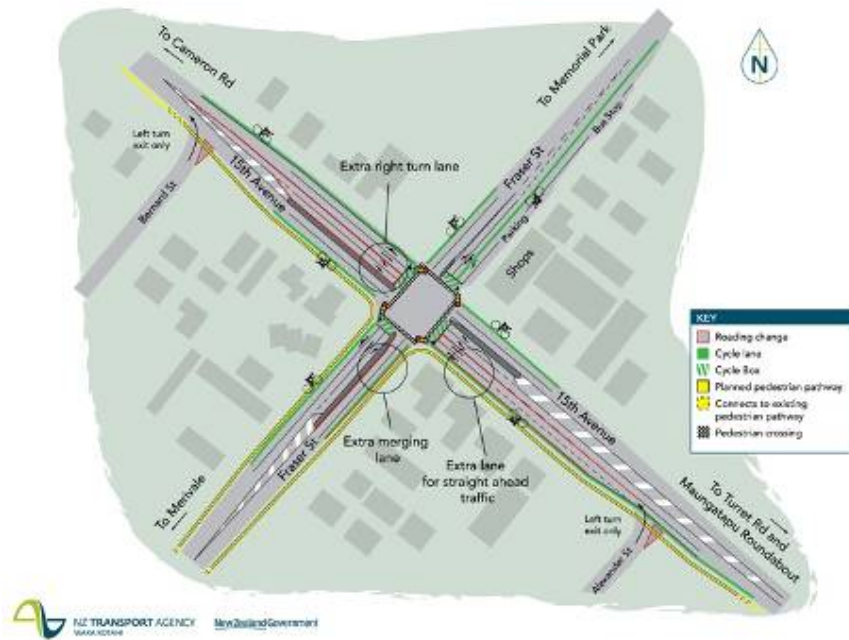 To Cameron Rd
To Memorial Park
N
Left turn
exit only
Bernard St
15th Avenue
Extra right turn lane
Fraser St
Bus Stop
Parking
Shops
KEY
Roading change
Cycle lane
Cycle Box
Planned pedestrian pathway
Connects to existing
pedestrian pathway
Pedestrian crossing
To Merivale
Fraser St
Extra merging
lane
Extra lane
for straight ahead
traffic
15th Avenue
To Turret Rd and
Maungatapu Roundabout
Left turn
exit only
Alexander St
NZ TRANSPORT AGENCY
WAKA KOTAHI
New Zealand Government